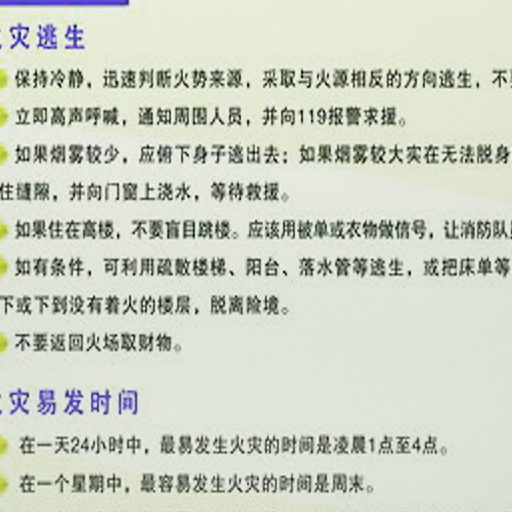 火灾逃生
保持冷静，迅速判断火势来源，采取与火源相反的方向逃生，不
立即高声呼喊，通知周围人员，并向119报警求援。
如果烟雾较少，应俯下身子逃出去；如果烟雾较大实在无法脱身
住缝隙，并向门窗上浇水，等待救援。
如果住在高楼，不要盲目跳楼。应该用被单或衣物做信号，让消防队
如有条件，可利用疏散楼梯、阳台、落水管等逃生，或把床单等
下或下到没有着火的楼层，脱离险境。
不要返回火场取财物。
火灾易发时间
在一天24小时中，最易发生火灾的时间是凌晨1点至4点。
在一个星期中，最容易发生火灾的时间是周末。